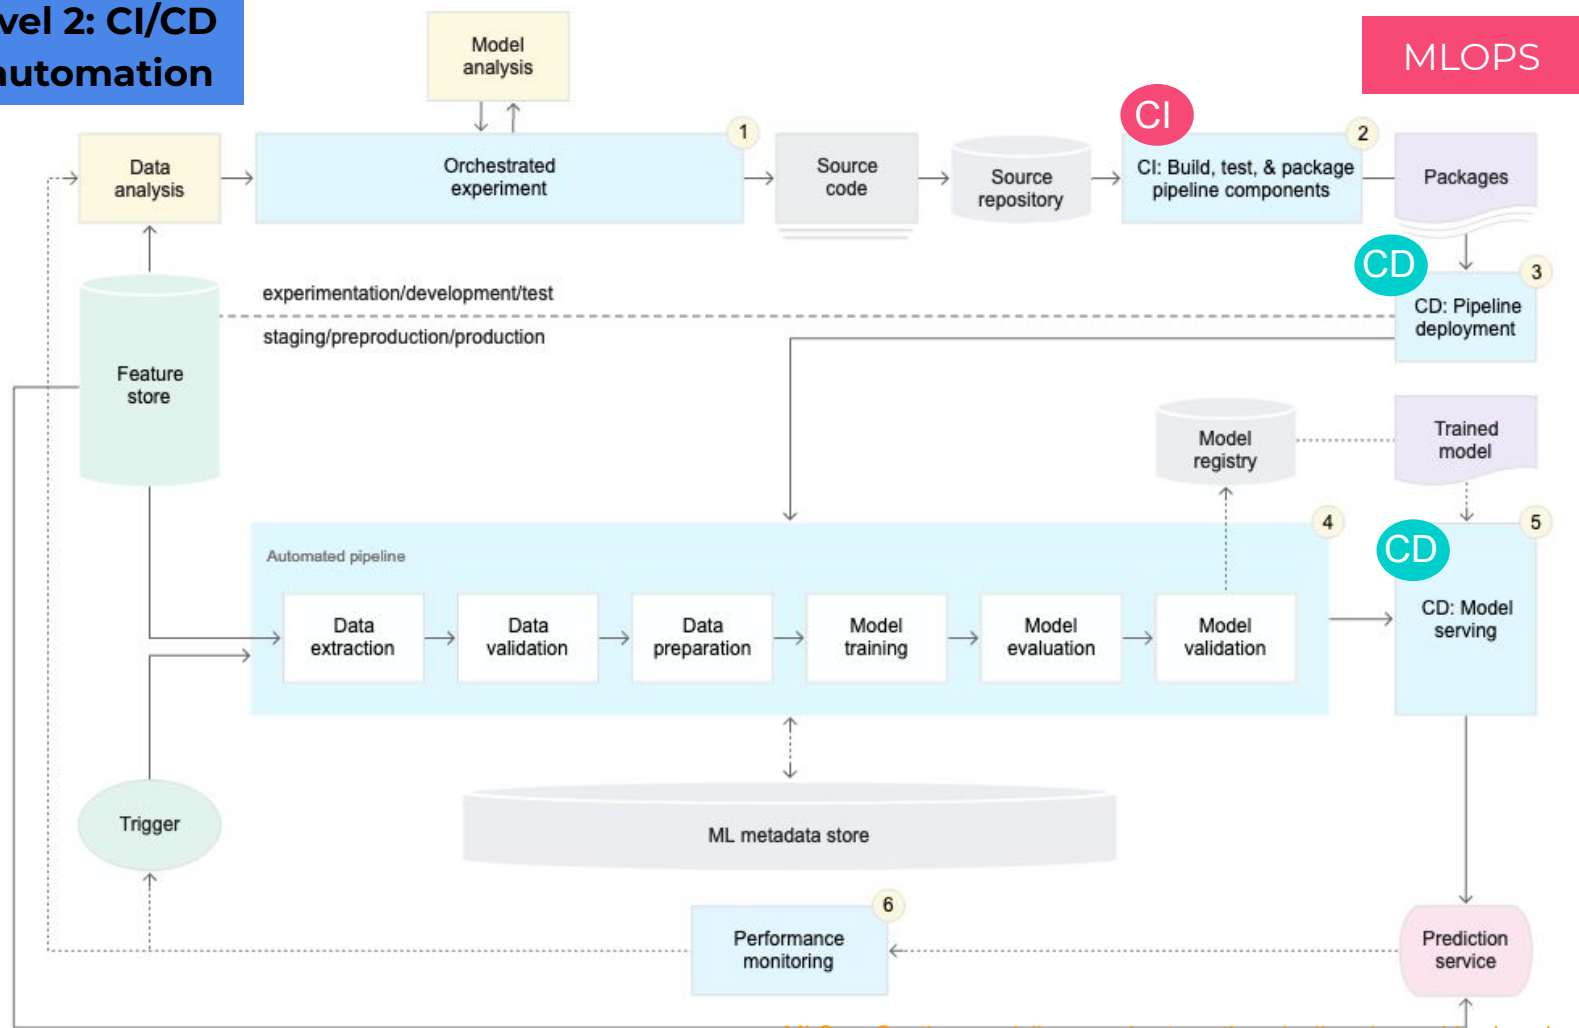 vel 2: CI/CD
automation
MLOPS
Model
analysis
CI
1
2
Data
analysis
Orchestrated
experiment
Source
code
Source
repository
CI: Build, test, & package
pipeline components
Packages
CD
3
experimentation/development/test
CD: Pipeline
deployment
staging/preproduction/production
Feature
store
Model
registry
Trained
model
4
5
Automated pipeline
CD
Data
extraction
Data
validation
Data
preparation
Model
training
Model
evaluation
Model
validation
CD: Model
serving
Trigger
ML metadata store
6
Performance
monitoring
Prediction
service